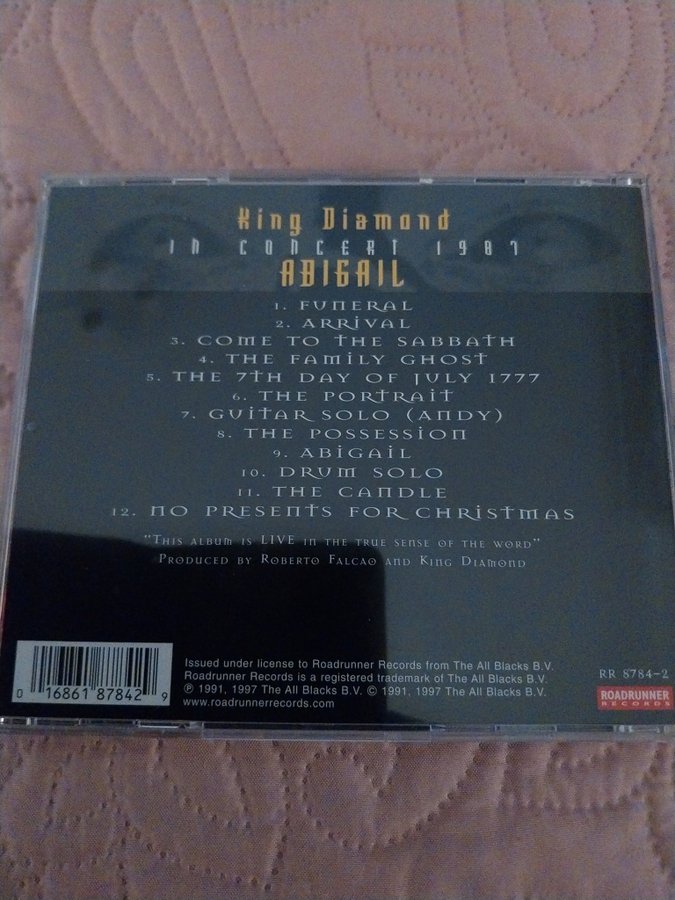 King Diamond
IN CONCERT 1987
ABIGAIL
1. FUNERAL
2. ARRIVAL
3. COME TO THE SABBATH
4. THE FAMILY GHOST
5. THE 7TH DAY OF JULY 1777
6. THE PORTRAIT
7. GUITAR SOLO (ANDY)
8. THE POSSESSION
9. ABIGAIL
10. DRUM SOLO
11. THE CANDLE
12. NO PRESENTS FOR CHRISTMAS
"THIS ALBUM IS LIVE IN THE TRUE SENSE OF THE WORD"
PRODUCED BY ROBERTO FALCAO AND KING DIAMOND
Issued under license to Roadrunner Records from The All Blacks B.V.
Roadrunner Records is a registered trademark of The All Blacks B.V.
℗ 1991, 1997 The All Blacks B.V. © 1991, 1997 The All Blacks B.V.
www.roadrunnerrecords.com
0 16861 87842 9
RR 8784-2
ROADRUNNER
RECORDS